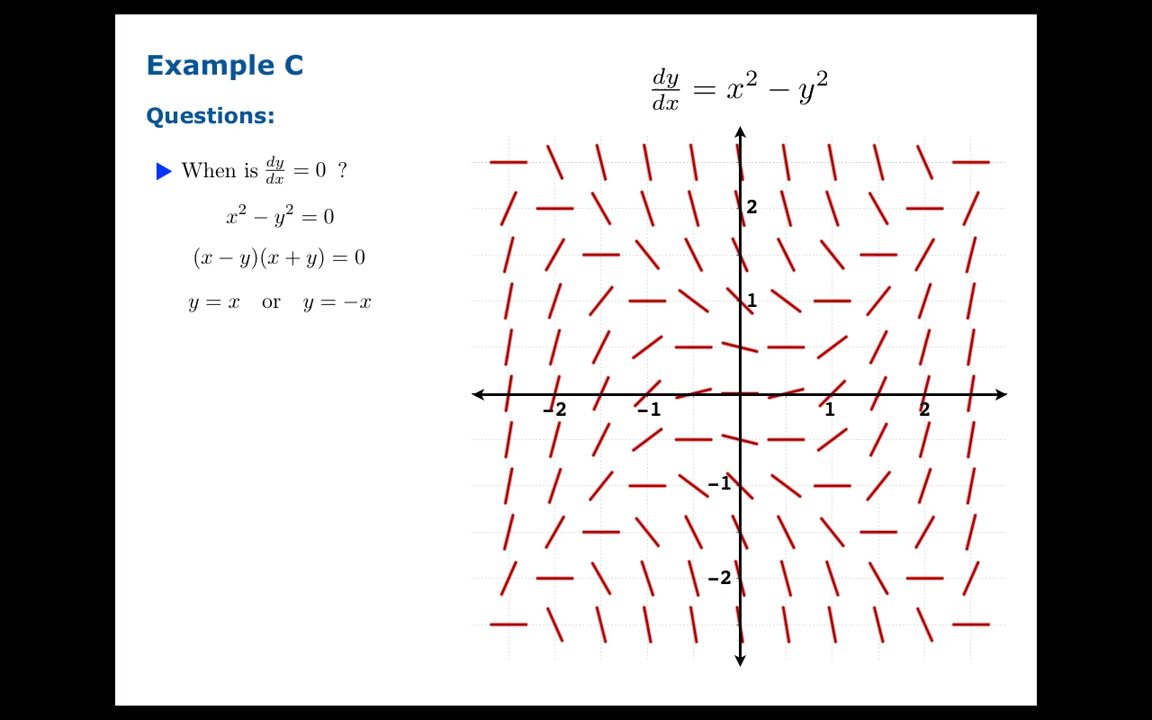 Example C
dy/dx = x² − y²
Questions:
▶ When is dy/dx = 0 ?
x² − y² = 0
(x − y)(x + y) = 0
y = x or y = −x
2
1
−2 −1 1 2
−1
−2